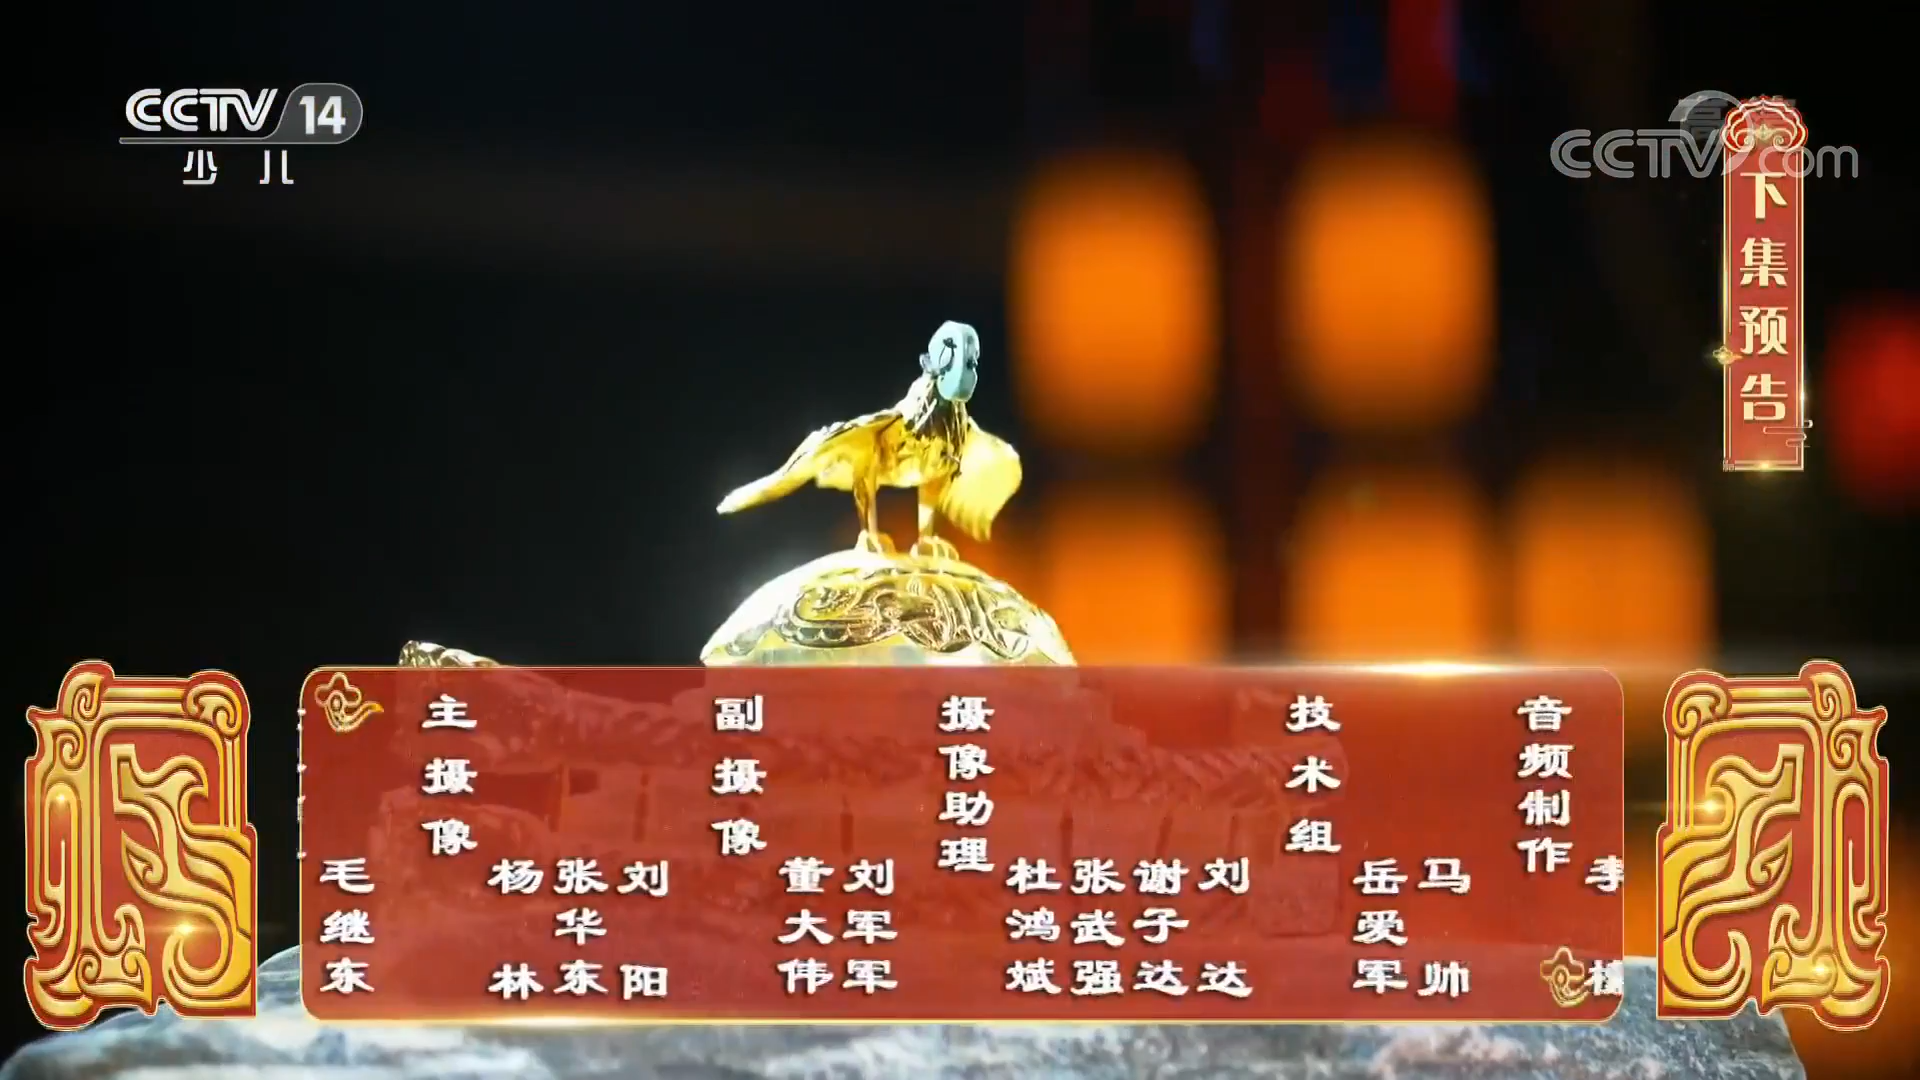 CCTV 14
少儿
CCTV.com
下集预告
毛继东
主摄像
杨林
张华东
刘阳
副摄像
董大伟
刘军军
摄像助理
杜鸿斌
张武强
谢子达
刘达
技术组
岳爱军
马帅
音频制作
李